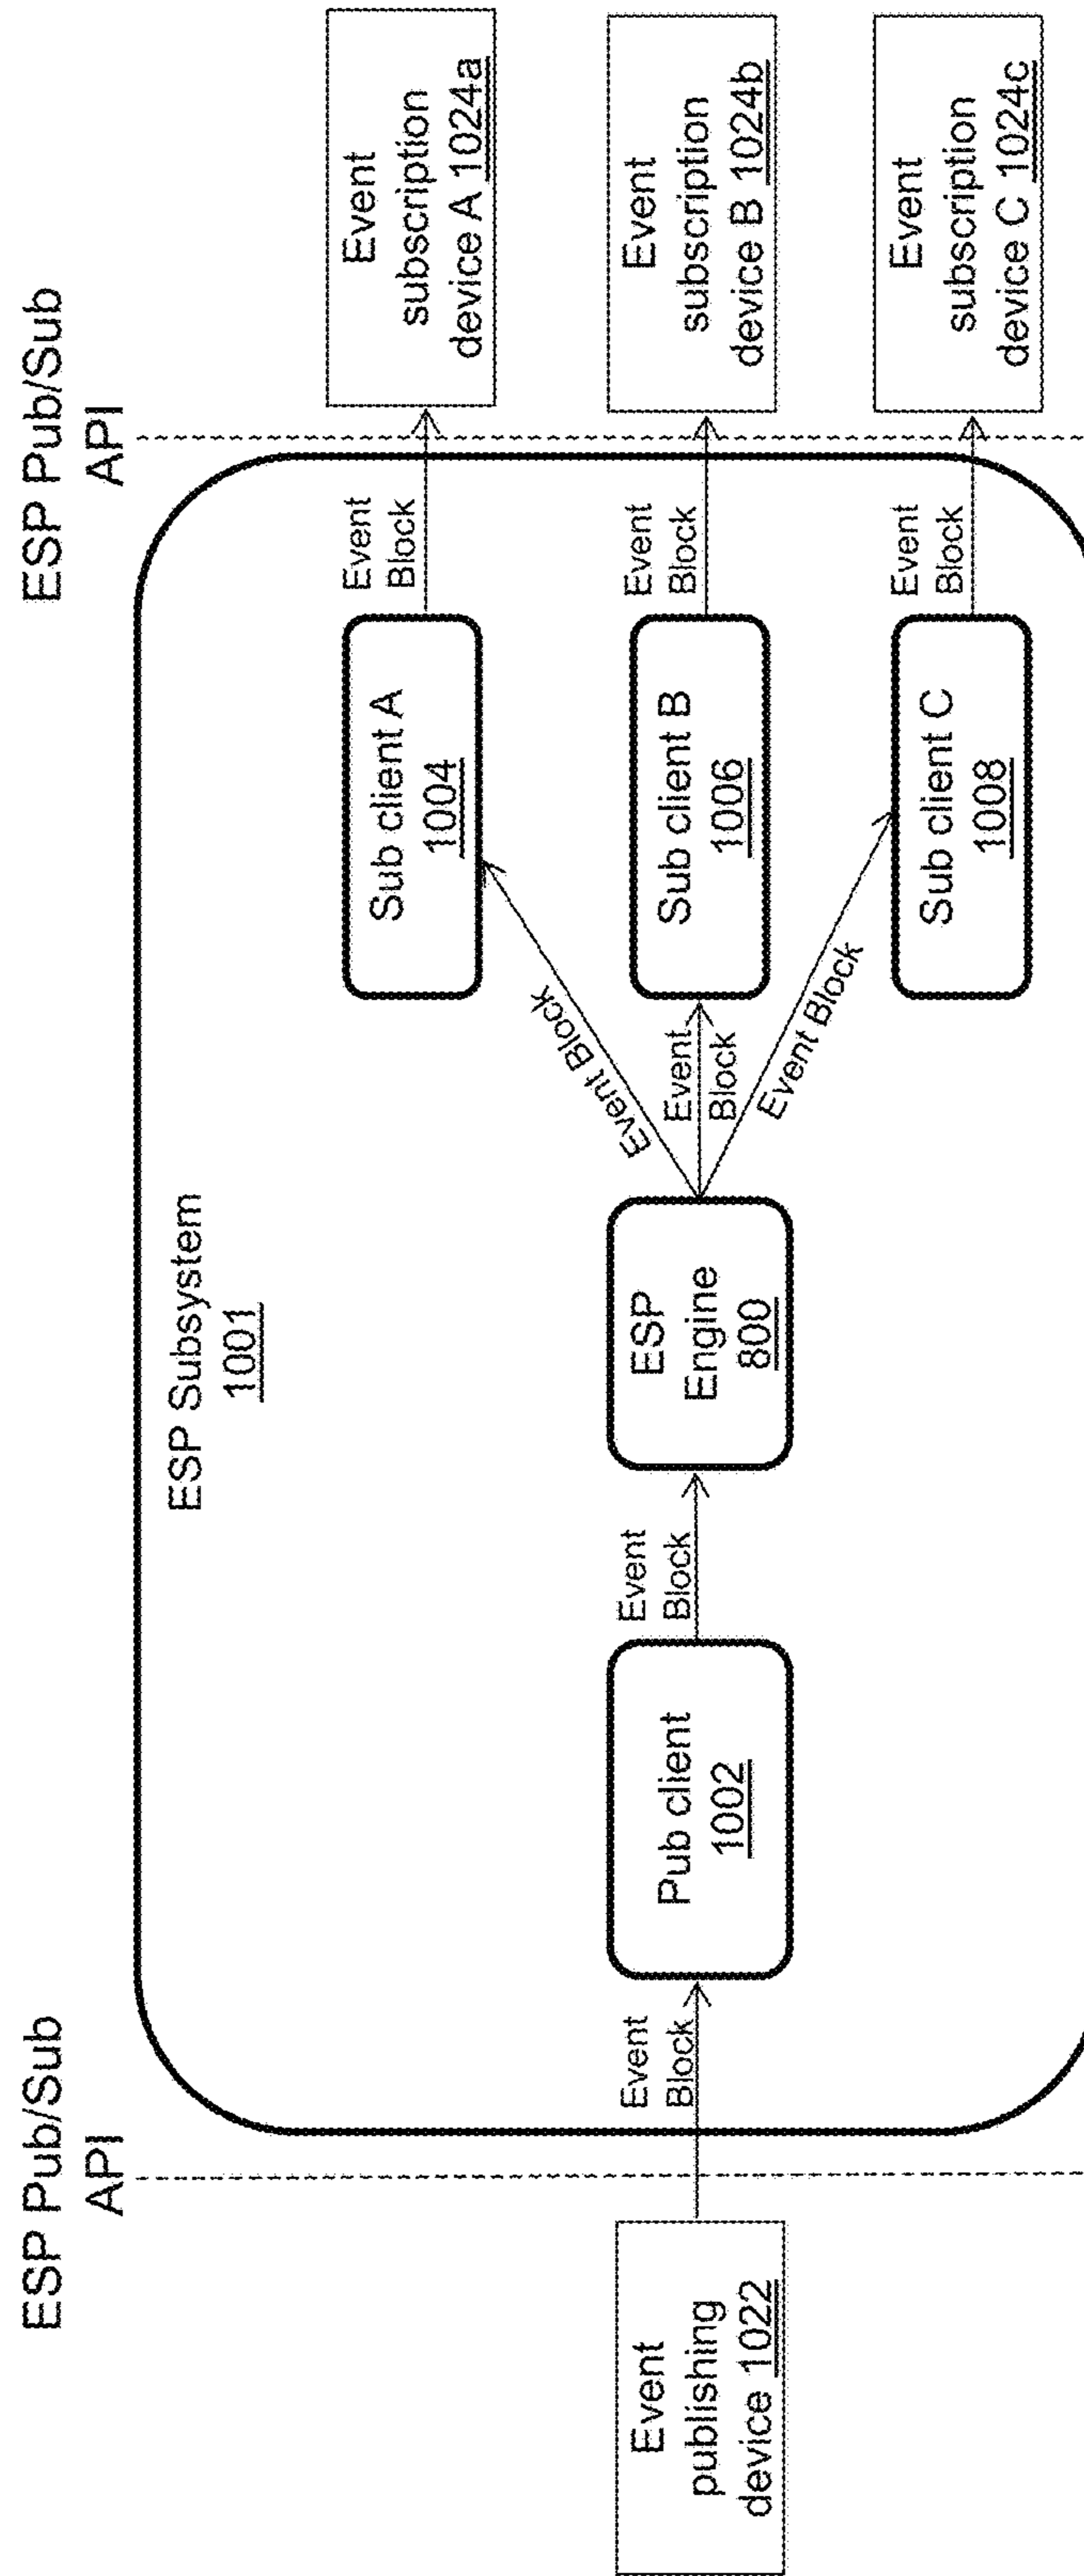 ESP Pub/Sub
API
ESP Pub/Sub
API
ESP Subsystem
1001
Event
publishing
device 1022
Event
Block
Pub client
1002
Event
Block
ESP
Engine
800
Event Block
Event
Block
Event Block
Sub client A
1004
Sub client B
1006
Sub client C
1008
Event
Block
Event
Block
Event
Block
Event
subscription
device A 1024a
Event
subscription
device B 1024b
Event
subscription
device C 1024c